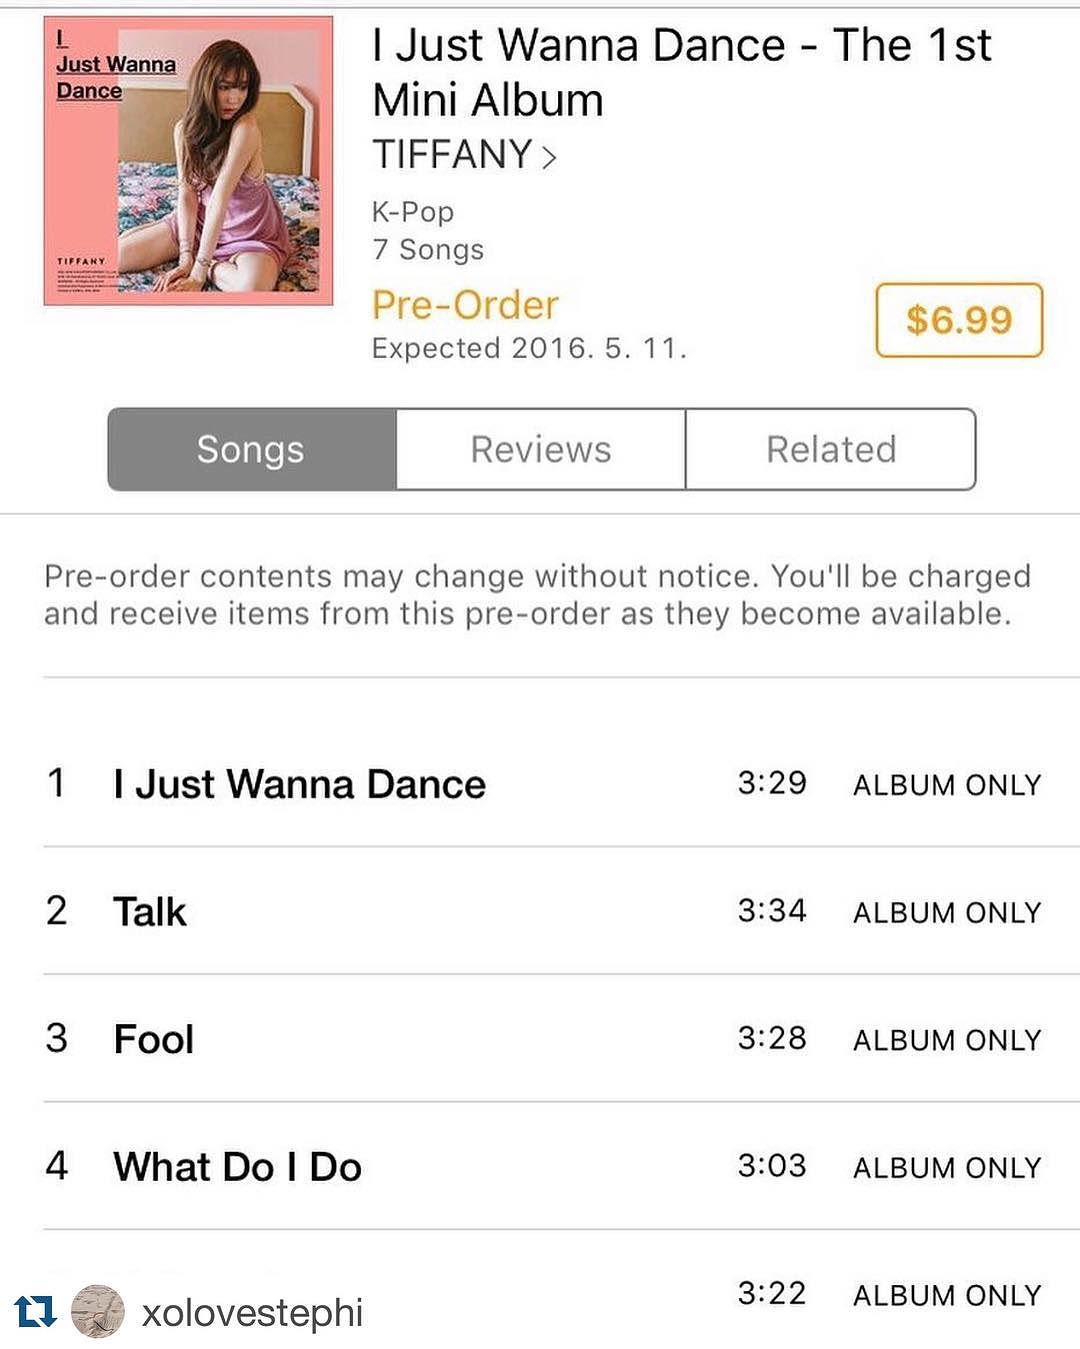 I
Just Wanna
Dance
TIFFANY
I Just Wanna Dance - The 1st
Mini Album
TIFFANY >
K-Pop
7 Songs
Pre-Order
Expected 2016. 5. 11.
$6.99
Songs
Reviews
Related
Pre-order contents may change without notice. You'll be charged
and receive items from this pre-order as they become available.
1 I Just Wanna Dance 3:29 ALBUM ONLY
2 Talk 3:34 ALBUM ONLY
3 Fool 3:28 ALBUM ONLY
4 What Do I Do 3:03 ALBUM ONLY
3:22 ALBUM ONLY
xolovestephi